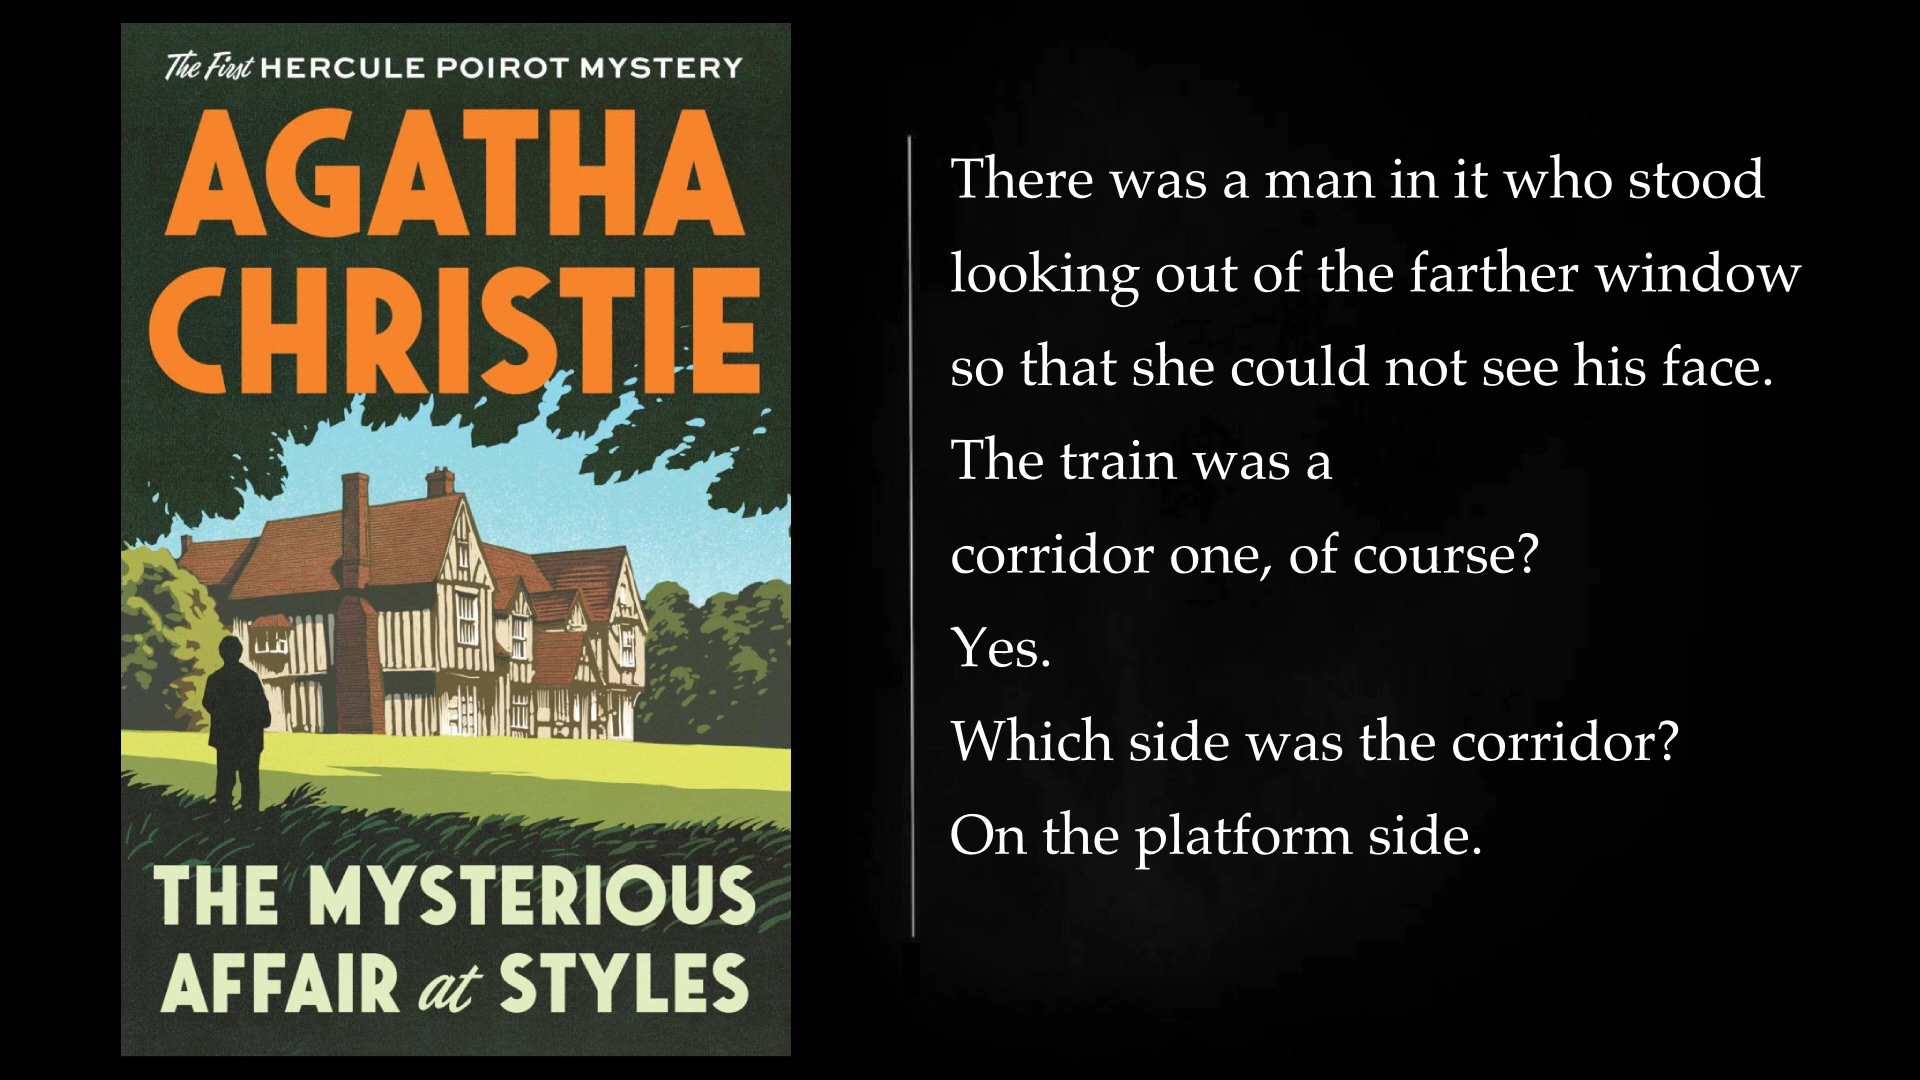 The First HERCULE POIROT MYSTERY
AGATHA
CHRISTIE
THE MYSTERIOUS
AFFAIR at STYLES
There was a man in it who stood
looking out of the farther window
so that she could not see his face.
The train was a
corridor one, of course?
Yes.
Which side was the corridor?
On the platform side.